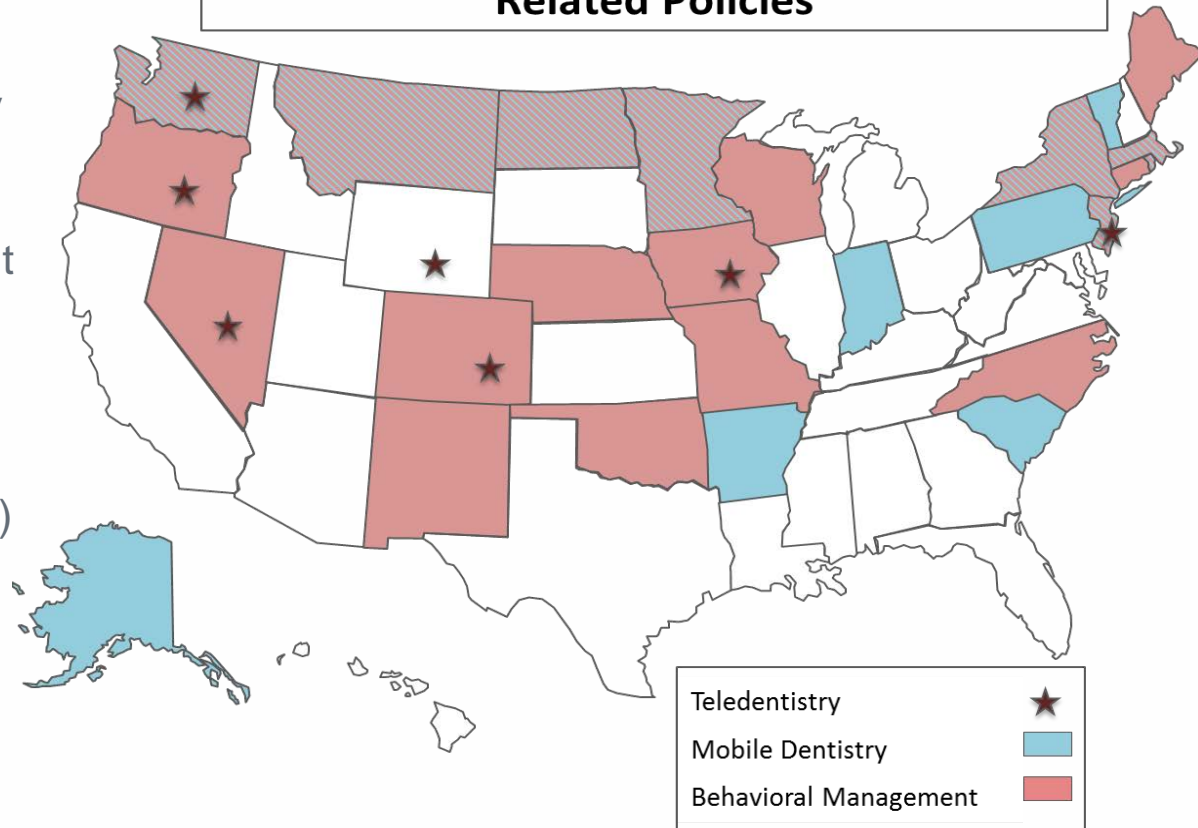 Related Policies
t
)
Teledentistry
Mobile Dentistry
Behavioral Management